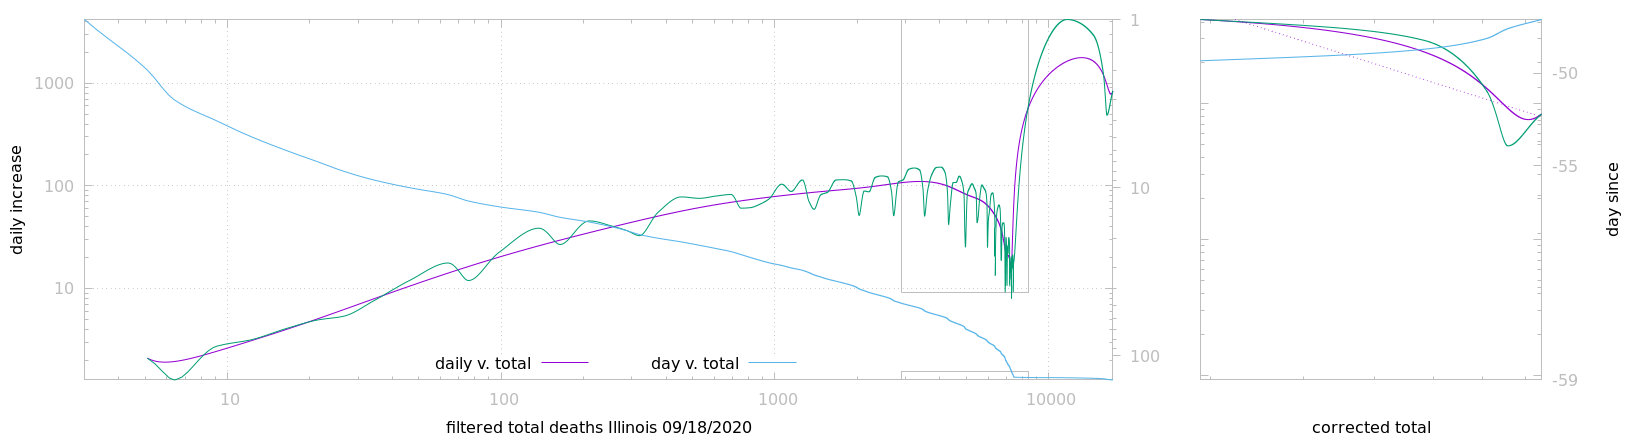 1
1000
-50
daily increase
100
10
-55
day since
10
daily v. total
day v. total
100
-59
10
100
1000
10000
filtered total deaths Illinois 09/18/2020
corrected total